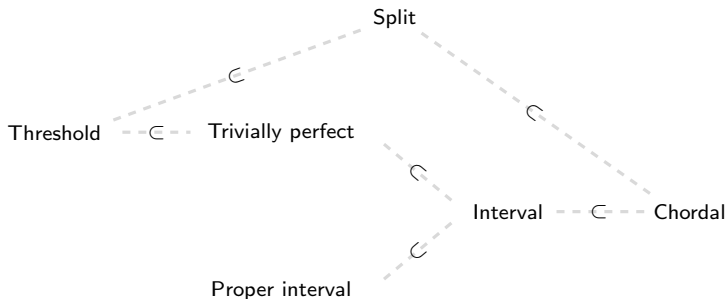 Split
⊂
⊂
Threshold
⊂
Trivially perfect
⊂
Interval
⊂
Chordal
⊂
Proper interval